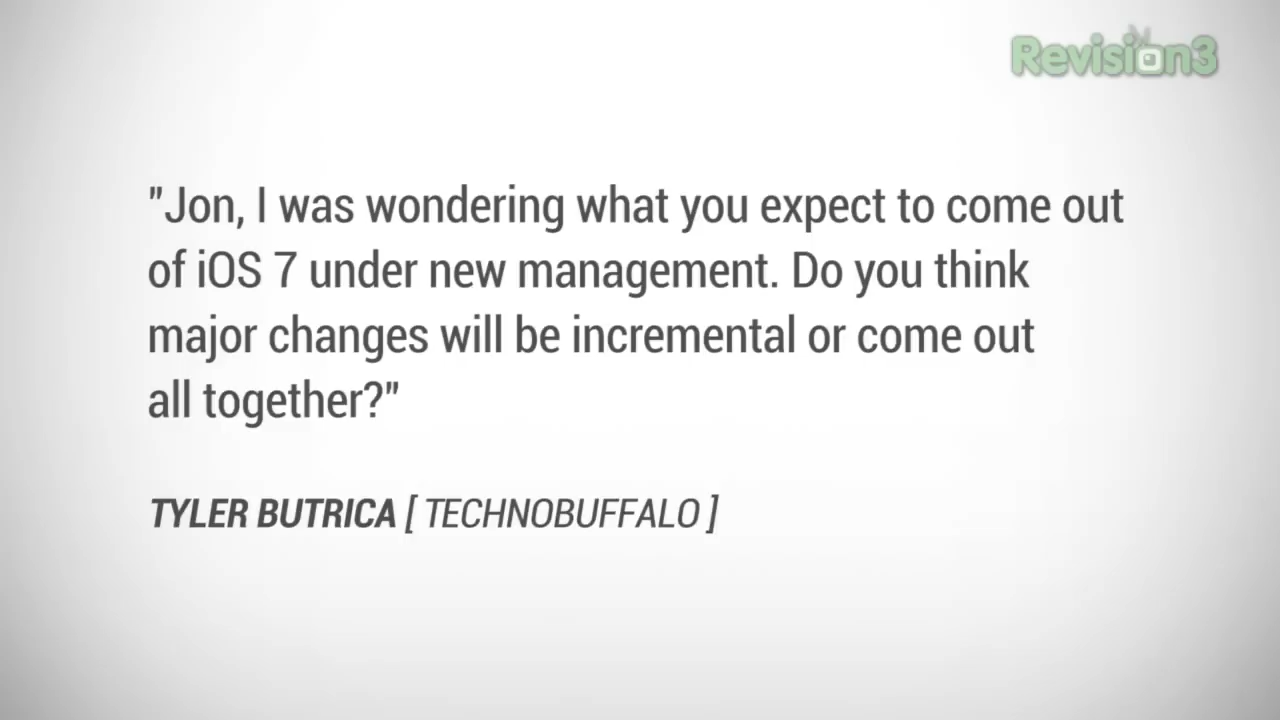 Revision3
"Jon, I was wondering what you expect to come out
of iOS 7 under new management. Do you think
major changes will be incremental or come out
all together?"
TYLER BUTRICA [ TECHNOBUFFALO ]